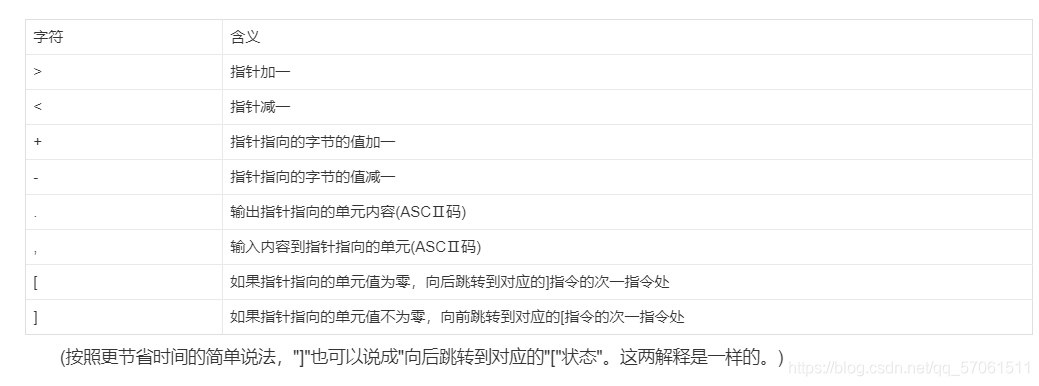 字符 含义
> 指针加一
< 指针减一
+ 指针指向的字节的值加一
- 指针指向的字节的值减一
. 输出指针指向的单元内容(ASCⅡ码)
, 输入内容到指针指向的单元(ASCⅡ码)
[ 如果指针指向的单元值为零，向后跳转到对应的]指令的次一指令处
] 如果指针指向的单元值不为零，向前跳转到对应的[指令的次一指令处
(按照更节省时间的简单说法，"]"也可以说成"向后跳转到对应的"["状态"。这两解释是一样的。)
https://blog.csdn.net/qq_57061511